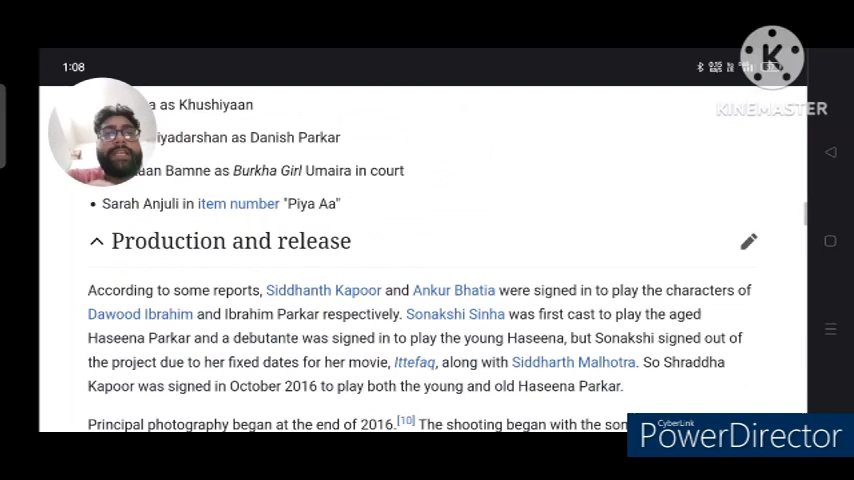 1:08
KINEMASTER
a as Khushiyaan
iyadarshan as Danish Parkar
aan Bamne as Burkha Girl Umaira in court
• Sarah Anjuli in item number "Piya Aa"
Production and release
According to some reports, Siddhanth Kapoor and Ankur Bhatia were signed in to play the characters of
Dawood Ibrahim and Ibrahim Parkar respectively. Sonakshi Sinha was first cast to play the aged
Haseena Parkar and a debutante was signed in to play the young Haseena, but Sonakshi signed out of
the project due to her fixed dates for her movie, Ittefaq, along with Siddharth Malhotra. So Shraddha
Kapoor was signed in October 2016 to play both the young and old Haseena Parkar.
Principal photography began at the end of 2016.[10] The shooting began with the son
CyberLink
PowerDirector